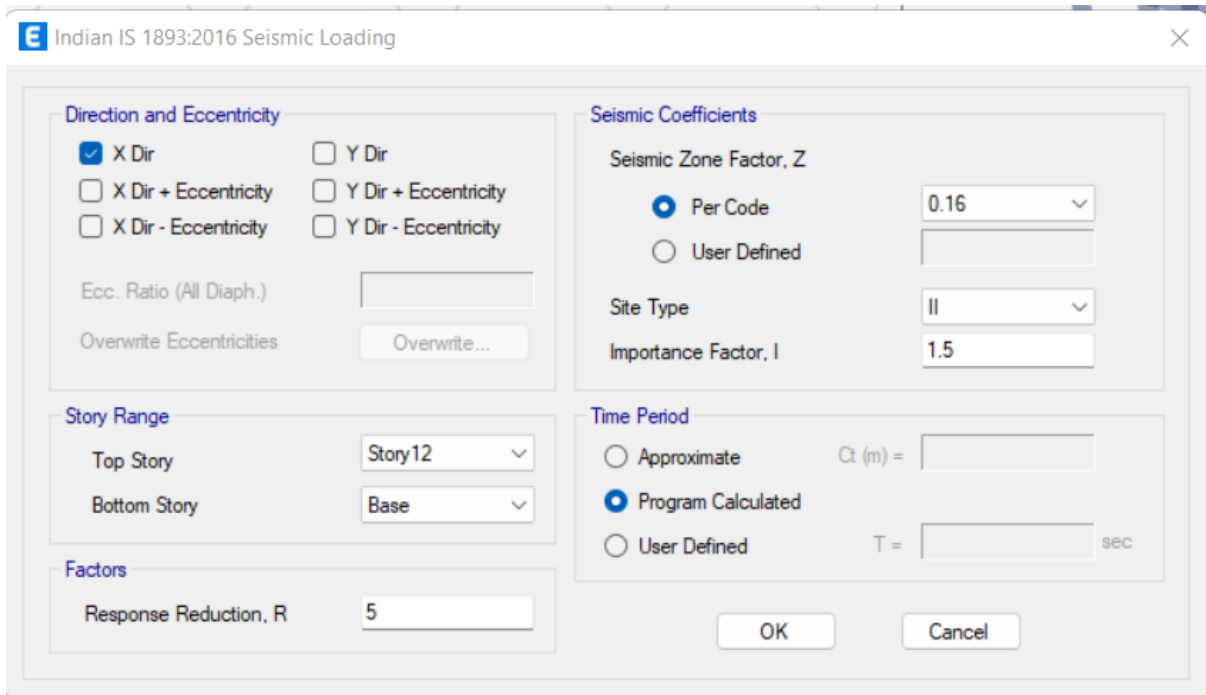 E Indian IS 1893:2016 Seismic Loading
Direction and Eccentricity
X Dir
Y Dir
X Dir + Eccentricity
Y Dir + Eccentricity
X Dir - Eccentricity
Y Dir - Eccentricity
Ecc. Ratio (All Diaph.)
Overwrite Eccentricities
Overwrite...
Seismic Coefficients
Seismic Zone Factor, Z
Per Code
0.16
User Defined
Site Type
II
Importance Factor, I
1.5
Story Range
Top Story
Story12
Bottom Story
Base
Time Period
Approximate
Ct (m) =
Program Calculated
User Defined
T =
sec
Factors
Response Reduction, R
5
OK
Cancel